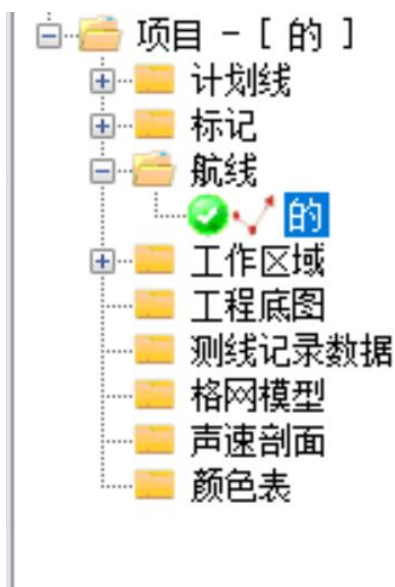 项目 - [ 的 ]
计划线
标记
航线
的
工作区域
工程底图
测线记录数据
格网模型
声速剖面
颜色表